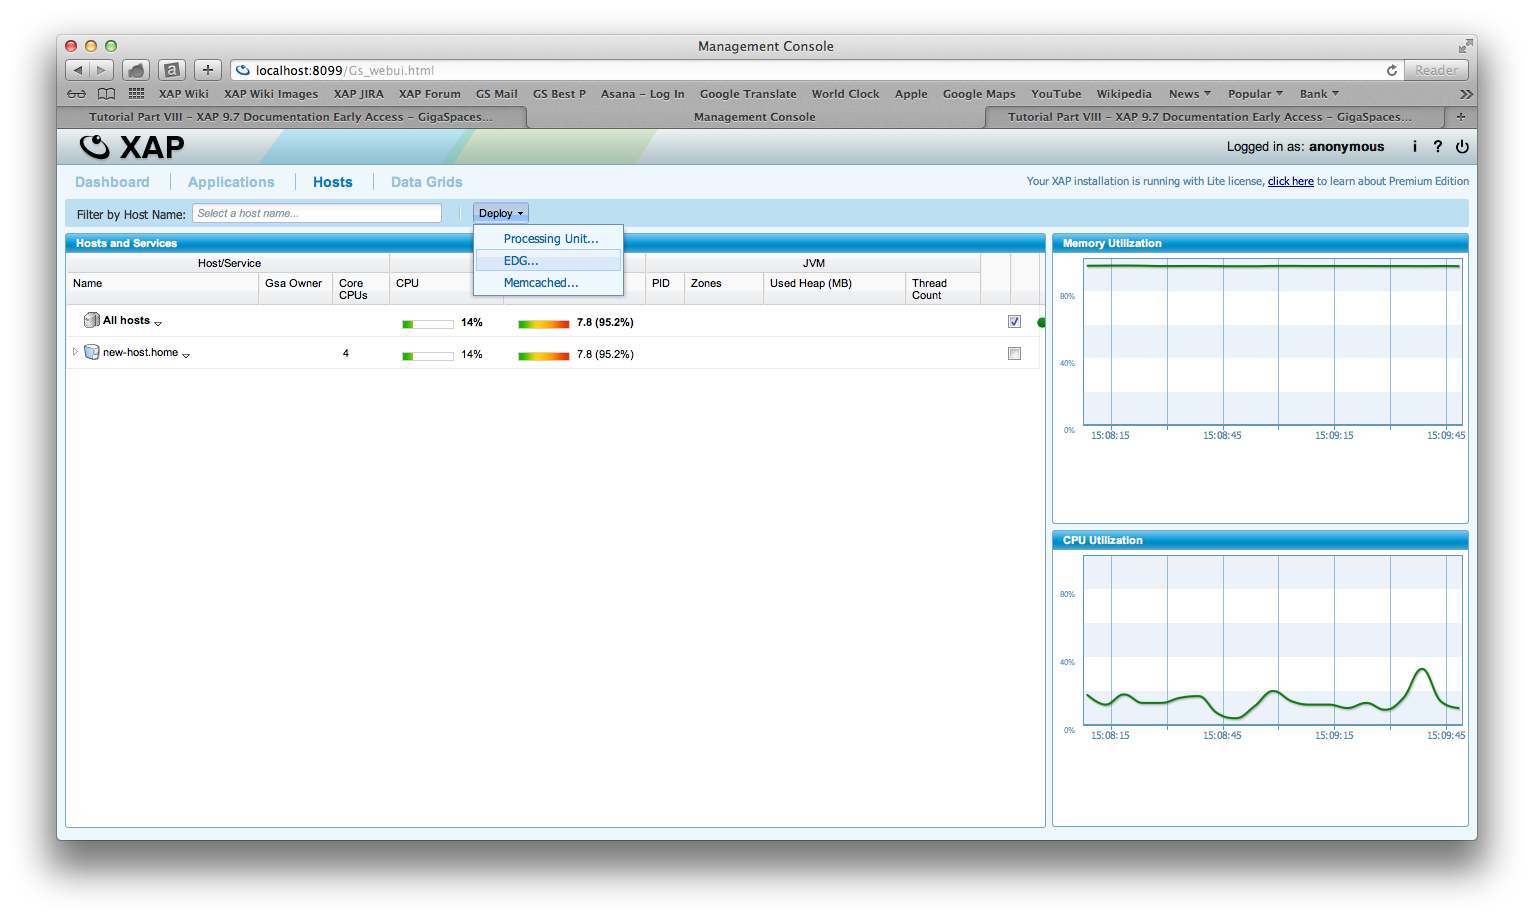 Management Console
localhost:8099/Gs_webui.html
Reader
XAP Wiki XAP Wiki Images XAP JIRA XAP Forum GS Mail GS Best P Asana – Log In Google Translate World Clock Apple Google Maps YouTube Wikipedia News Popular Bank
Tutorial Part VIII – XAP 9.7 Documentation Early Access – GigaSpaces...
Management Console
Tutorial Part VIII – XAP 9.7 Documentation Early Access – GigaSpaces...
XAP
Logged in as: anonymous
Dashboard Applications Hosts Data Grids
Your XAP installation is running with Lite license, click here to learn about Premium Edition
Filter by Host Name: Select a host name...
Deploy
Processing Unit...
EDG...
Memcached...
Hosts and Services
Host/Service JVM
Name Gsa Owner Core CPUs CPU PID Zones Used Heap (MB) Thread Count
All hosts 14% 7.8 (95.2%)
new-host.home 4 14% 7.8 (95.2%)
Memory Utilization
80%
40%
0%
15:08:15 15:08:45 15:09:15 15:09:45
CPU Utilization
80%
40%
0%
15:08:15 15:08:45 15:09:15 15:09:45